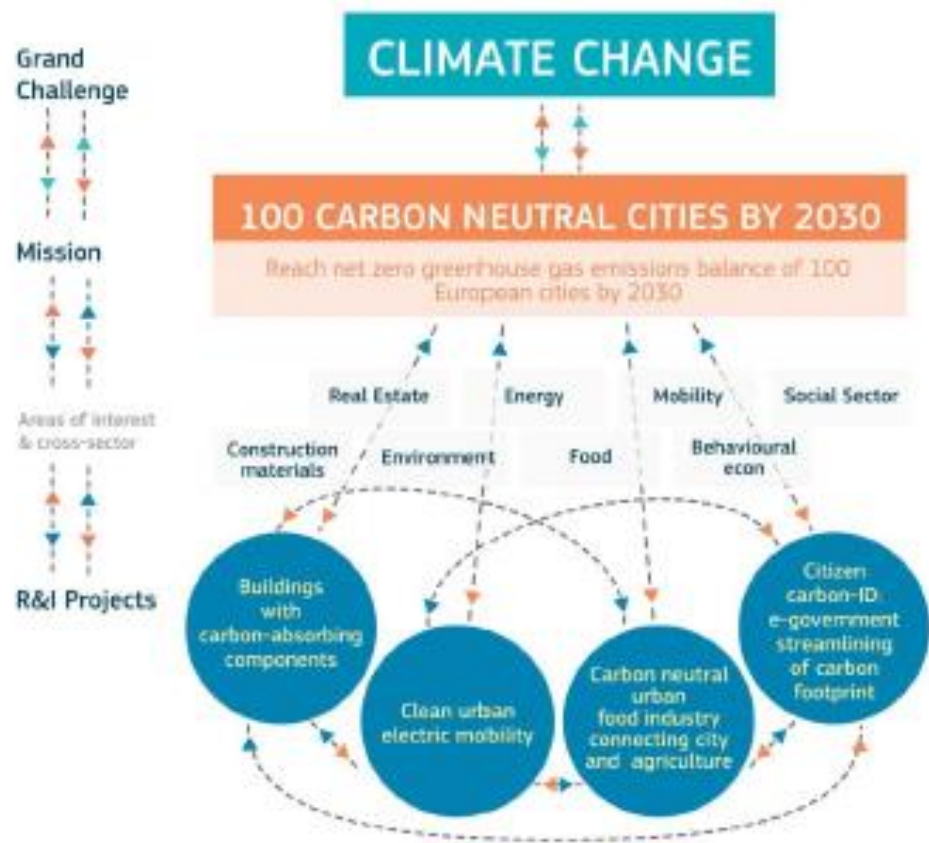 Grand
Challenge
CLIMATE CHANGE
100 CARBON NEUTRAL CITIES BY 2030
Mission
Reach net zero greenhouse gas emissions balance of 100
European cities by 2030
Real Estate
Energy
Mobility
Social Sector
Areas of interest
& cross-sector
Construction
materials
Environment
Food
Behavioural
econ
R&I Projects
Buildings
with
carbon-absorbing
components
Clean urban
electric mobility
Carbon neutral
urban
food industry
connecting city
and agriculture
Citizen
carbon-ID:
e-government
streamlining
of carbon
footprint